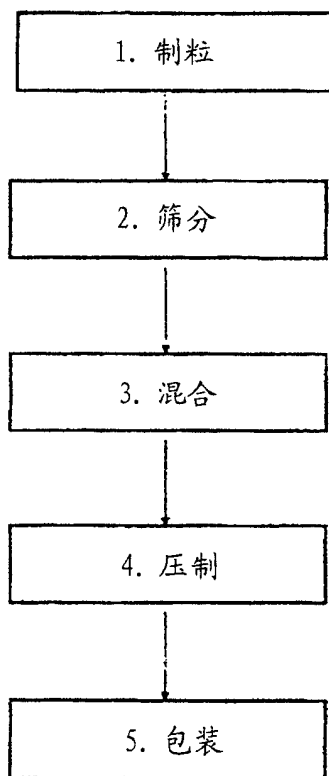 1. 制粒
2. 筛分
3. 混合
4. 压制
5. 包装